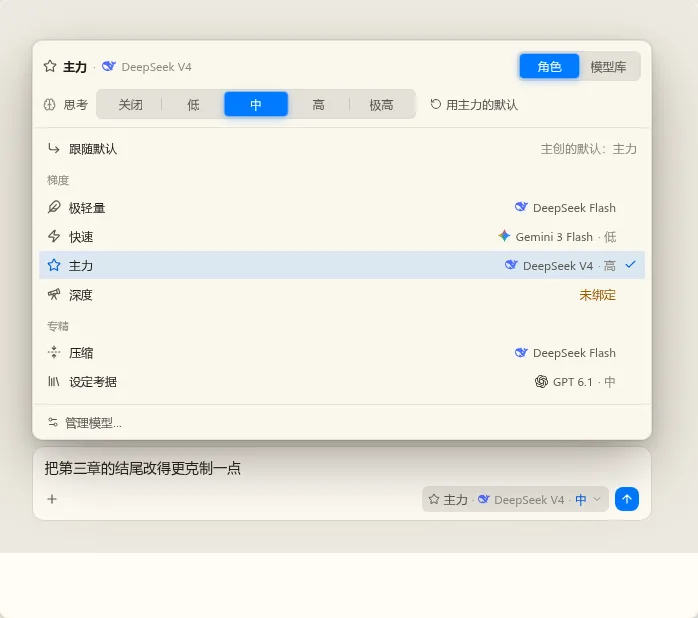 主力 · DeepSeek V4 角色 模型库
思考 关闭 低 中 高 极高 用主力的默认
跟随默认 主创的默认：主力
梯度
极轻量 DeepSeek Flash
快速 Gemini 3 Flash · 低
主力 DeepSeek V4 · 高
深度 未绑定
专精
压缩 DeepSeek Flash
设定考据 GPT 6.1 · 中
管理模型...
把第三章的结尾改得更克制一点
主力 · DeepSeek V4 · 中